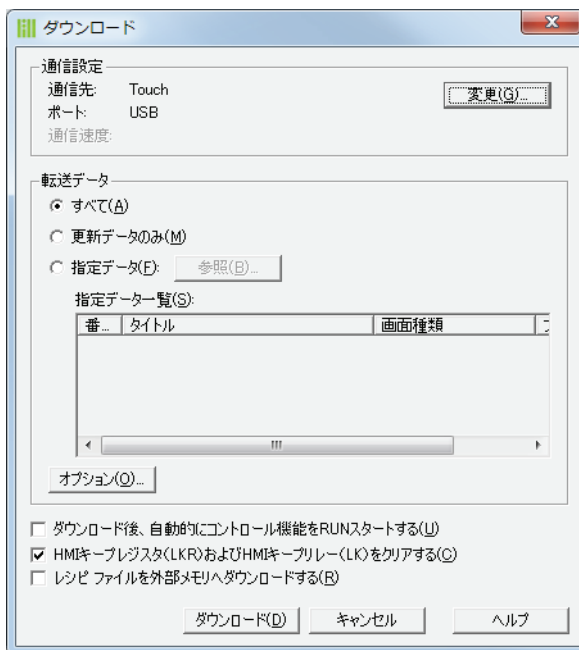 ダウンロード
通信設定
通信先: Touch
変更(G)...
ポート: USB
通信速度:
転送データ
すべて(A)
更新データのみ(M)
指定データ(F): 参照(B)...
指定データ一覧(S):
番... タイトル 画面種類
オプション(O)...
ダウンロード後、自動的にコントロール機能をRUNスタートする(U)
HMIキープレジスタ(LKR)およびHMIキープリレー(LK)をクリアする(C)
レシピ ファイルを外部メモリへダウンロードする(R)
ダウンロード(D) キャンセル ヘルプ